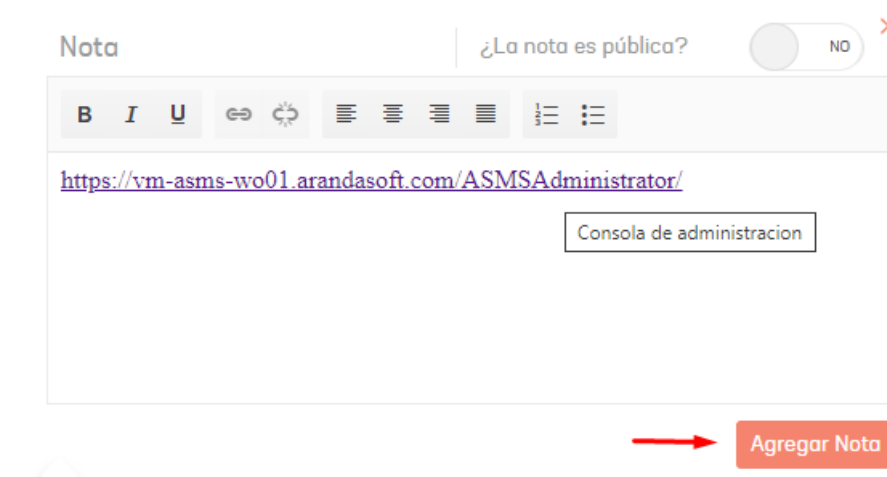 Nota
¿La nota es pública?
NO
B I U
https://vm-asms-wo01.arandasoft.com/ASMSAdministrator/
Consola de administracion
Agregar Nota